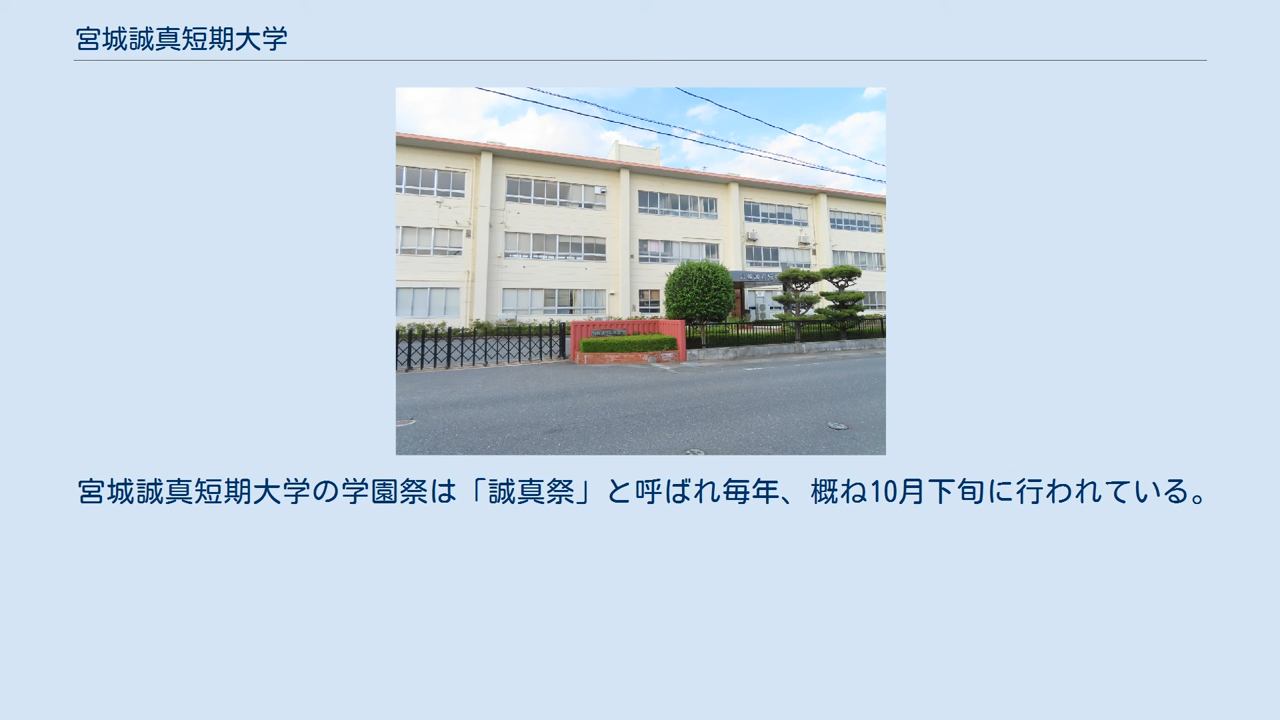 宮城誠真短期大学
宮城誠真短期大学の学園祭は「誠真祭」と呼ばれ毎年、概ね10月下旬に行われている。